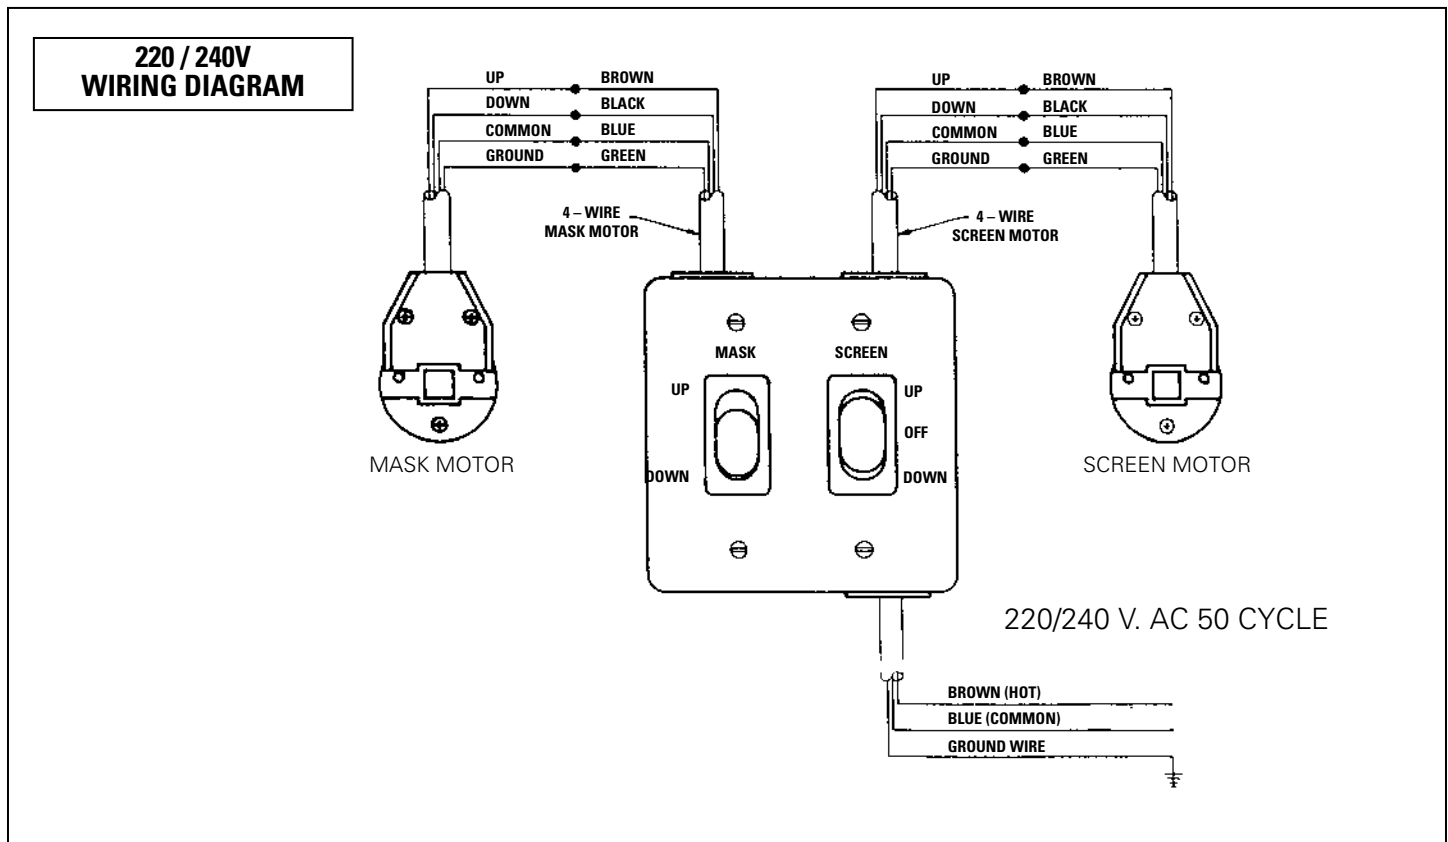 220 / 240V
WIRING DIAGRAM
UP BROWN
DOWN BLACK
COMMON BLUE
GROUND GREEN
4 – WIRE
MASK MOTOR
UP BROWN
DOWN BLACK
COMMON BLUE
GROUND GREEN
4 – WIRE
SCREEN MOTOR
MASK
UP
DOWN
SCREEN
UP
OFF
DOWN
MASK MOTOR
SCREEN MOTOR
220/240 V. AC 50 CYCLE
BROWN (HOT)
BLUE (COMMON)
GROUND WIRE